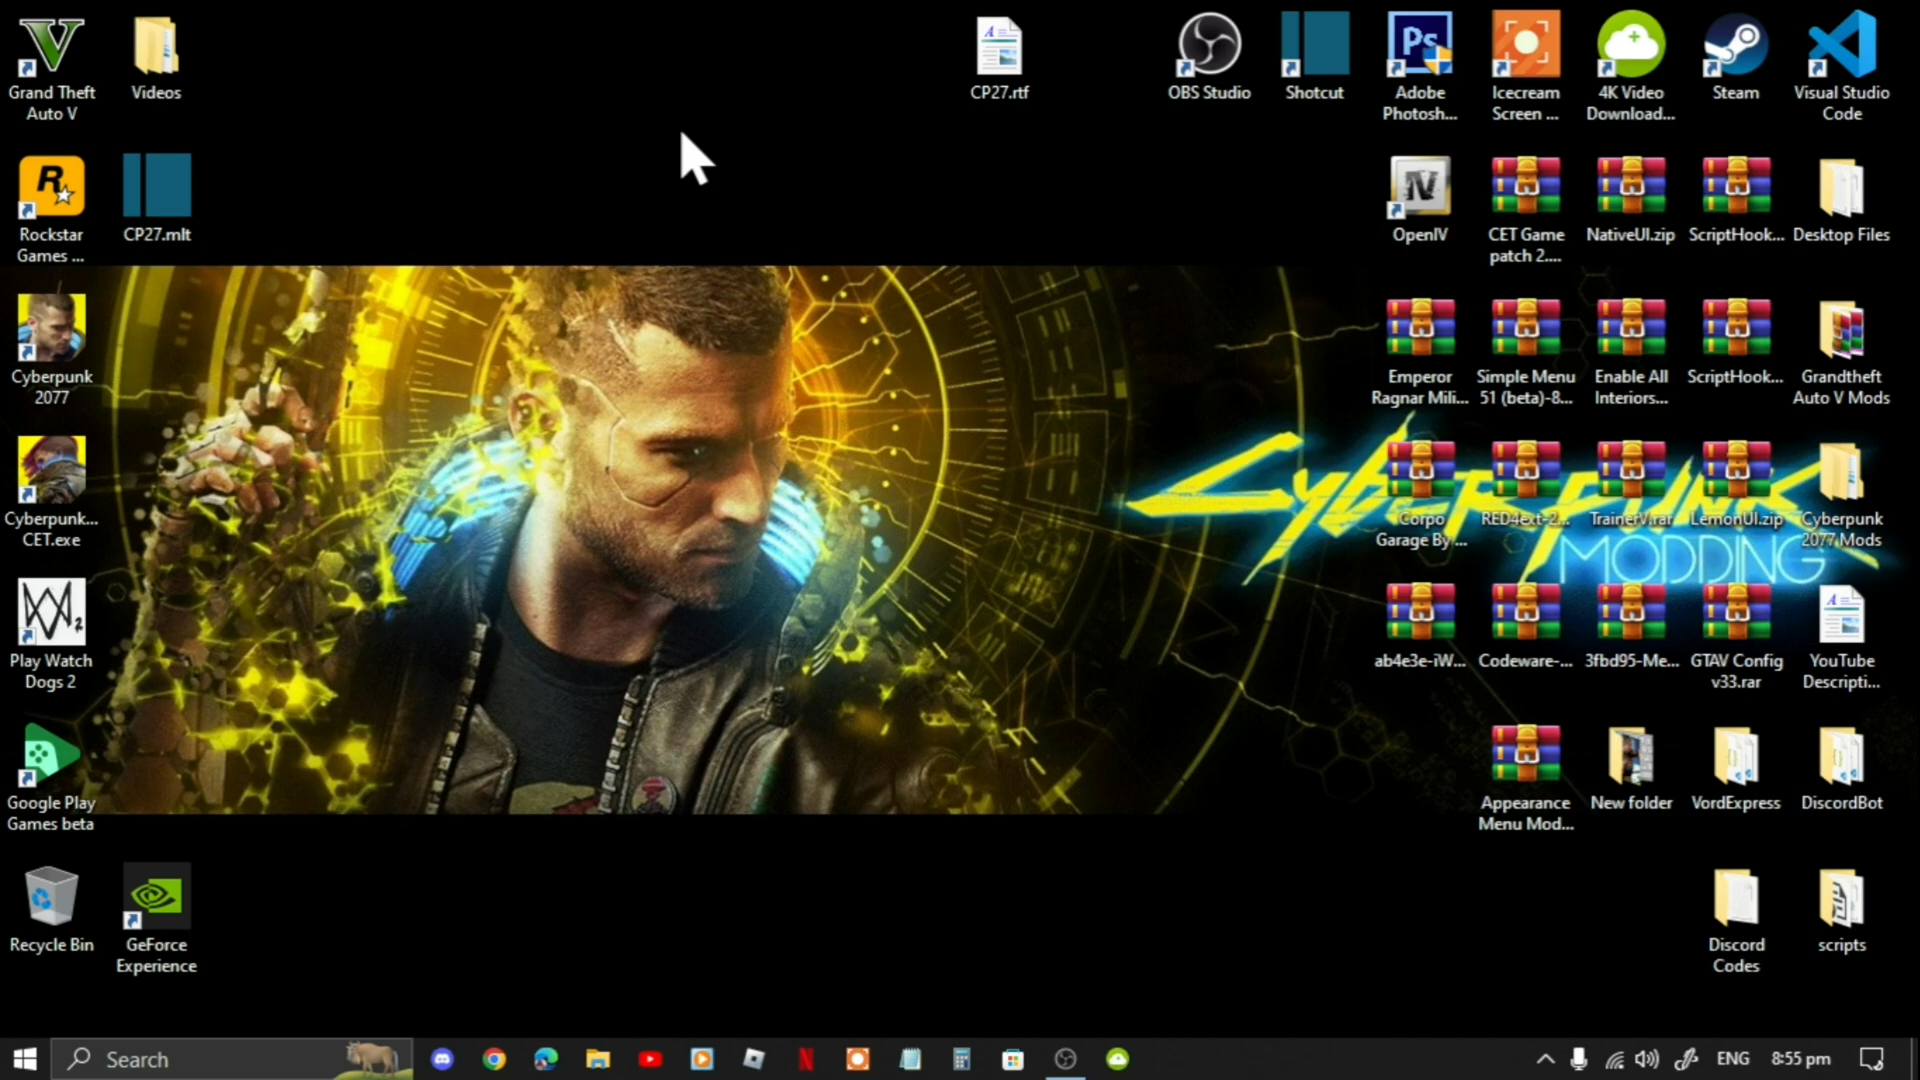 Grand Theft
Auto V
Videos
CP27.rtf
OBS Studio
Shotcut
Ps
Adobe
Photosh...
Icecream
Screen ...
4K Video
Download...
Steam
Visual Studio
Code
R
Rockstar
Games ...
CP27.mlt
IV
OpenIV
CET Game
patch 2....
NativeUI.zip
ScriptHook...
Desktop Files
Cyberpunk
2077
Emperor
Ragnar Mili...
Simple Menu
51 (beta)-8...
Enable All
Interiors...
ScriptHook...
Grandtheft
Auto V Mods
Cyberpunk...
CET.exe
Cyberpunk
MODDING
Corpo
Garage By ...
RED4ext-2...
TrainerV.rar
LemonUI.zip
Cyberpunk
2077 Mods
2
Play Watch
Dogs 2
ab4e3e-iW...
Codeware-...
3fbd95-Me...
GTAV Config
v33.rar
YouTube
Descripti...
Google Play
Games beta
Appearance
Menu Mod...
New folder
VordExpress
DiscordBot
Recycle Bin
GeForce
Experience
Discord
Codes
scripts
Search
ENG
8:55 pm